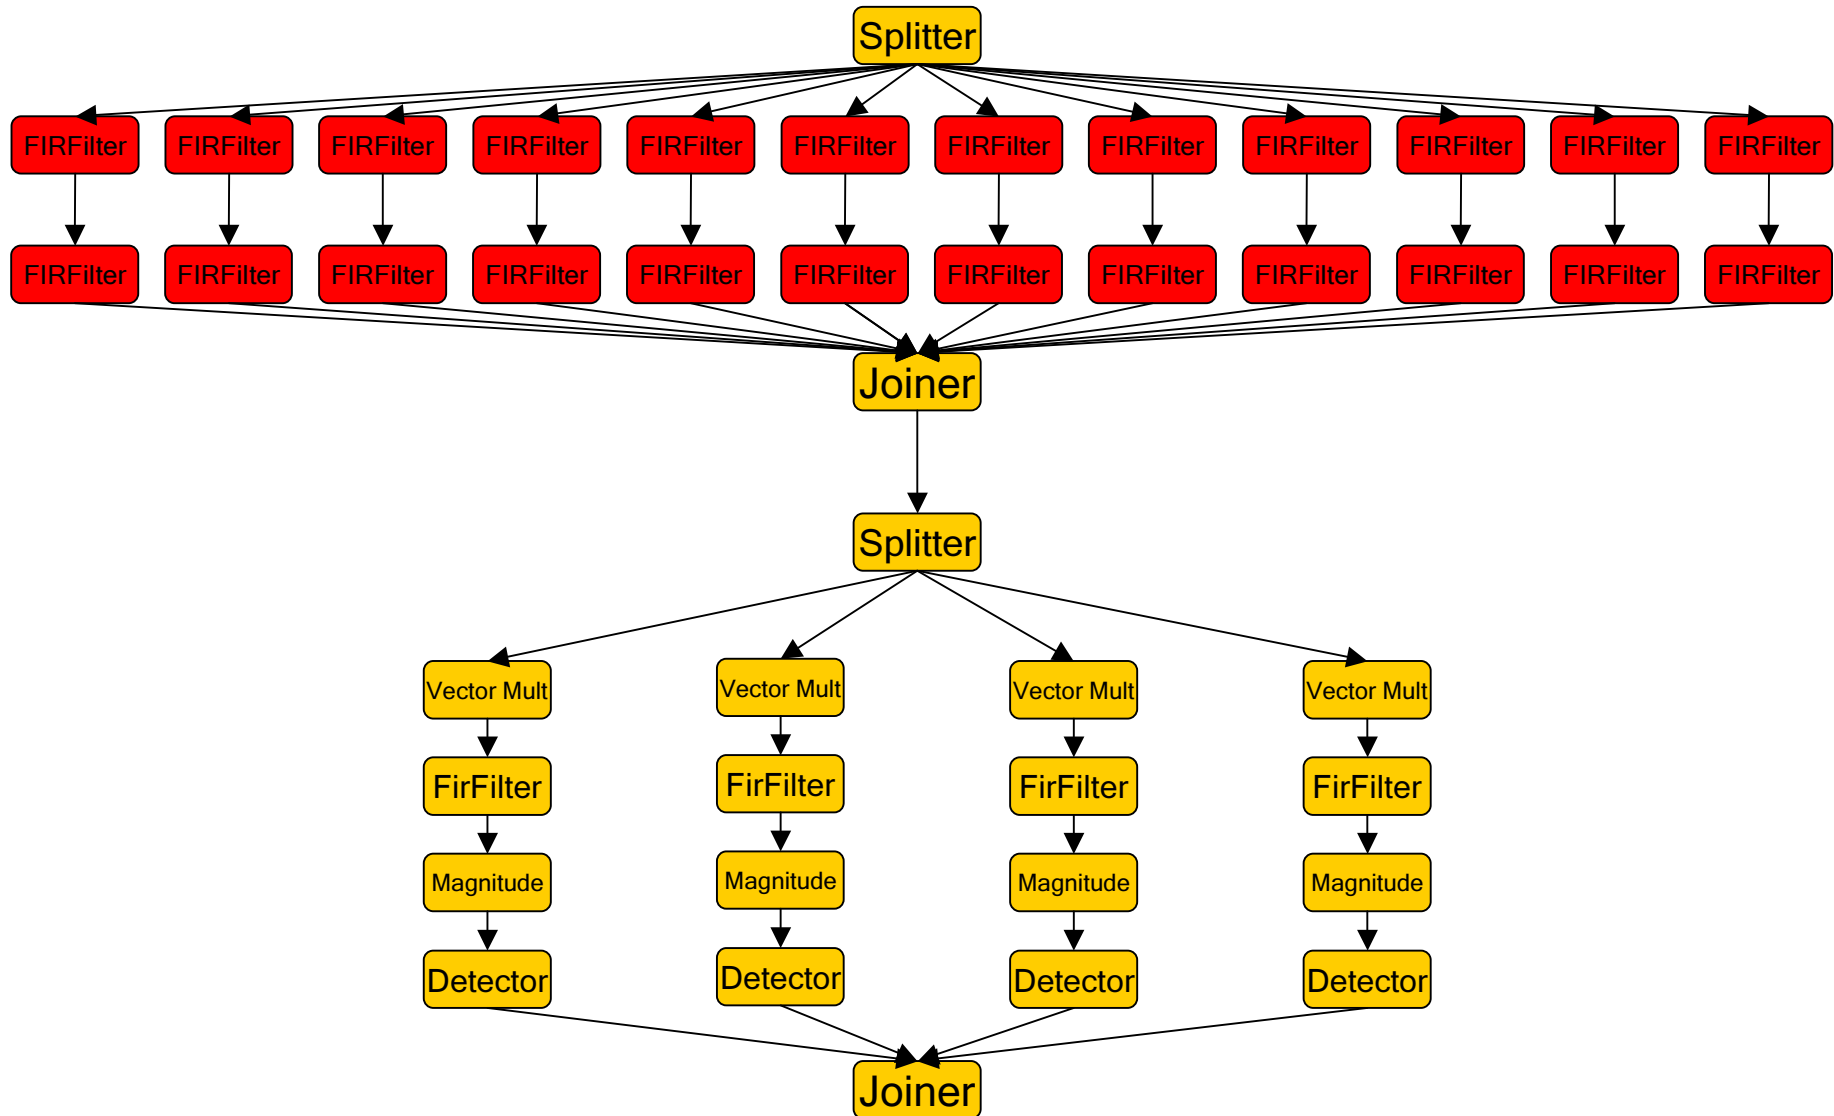 Splitter
FIRFilter FIRFilter FIRFilter FIRFilter FIRFilter FIRFilter FIRFilter FIRFilter FIRFilter FIRFilter FIRFilter FIRFilter
FIRFilter FIRFilter FIRFilter FIRFilter FIRFilter FIRFilter FIRFilter FIRFilter FIRFilter FIRFilter FIRFilter FIRFilter
Joiner
Splitter
Vector Mult Vector Mult Vector Mult Vector Mult
FirFilter FirFilter FirFilter FirFilter
Magnitude Magnitude Magnitude Magnitude
Detector Detector Detector Detector
Joiner